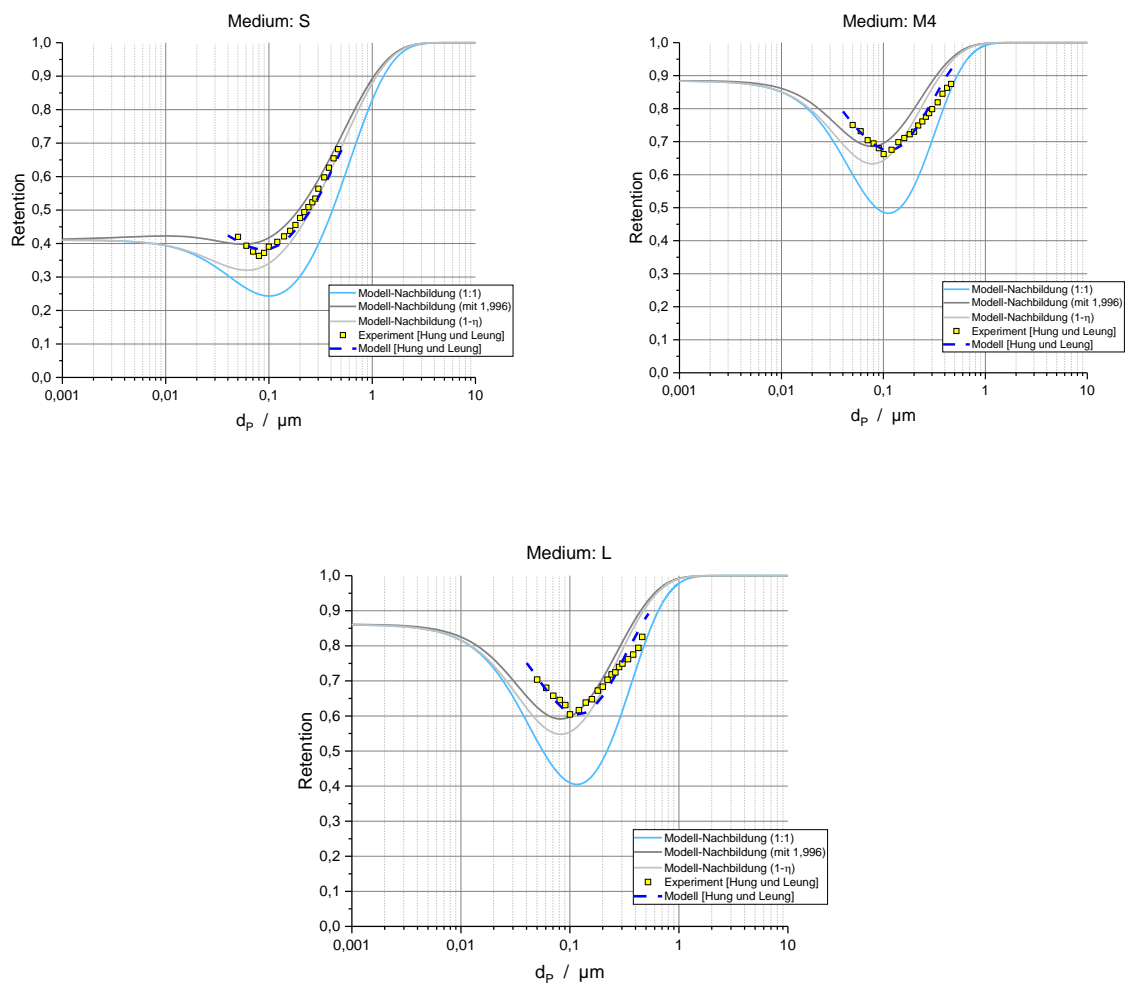 Medium: S
1,0
0,9
0,8
0,7
0,6
0,5
0,4
0,3
0,2
0,1
0,0
Retention
0,001
0,01
0,1
1
10
d_P / µm
Modell-Nachbildung (1:1)
Modell-Nachbildung (mit 1,996)
Modell-Nachbildung (1-η)
Experiment [Hung und Leung]
Modell [Hung und Leung]
Medium: M4
1,0
0,9
0,8
0,7
0,6
0,5
0,4
0,3
0,2
0,1
0,0
Retention
0,001
0,01
0,1
1
10
d_P / µm
Modell-Nachbildung (1:1)
Modell-Nachbildung (mit 1,996)
Modell-Nachbildung (1-η)
Experiment [Hung und Leung]
Modell [Hung und Leung]
Medium: L
1,0
0,9
0,8
0,7
0,6
0,5
0,4
0,3
0,2
0,1
0,0
Retention
0,001
0,01
0,1
1
10
d_P / µm
Modell-Nachbildung (1:1)
Modell-Nachbildung (mit 1,996)
Modell-Nachbildung (1-η)
Experiment [Hung und Leung]
Modell [Hung und Leung]